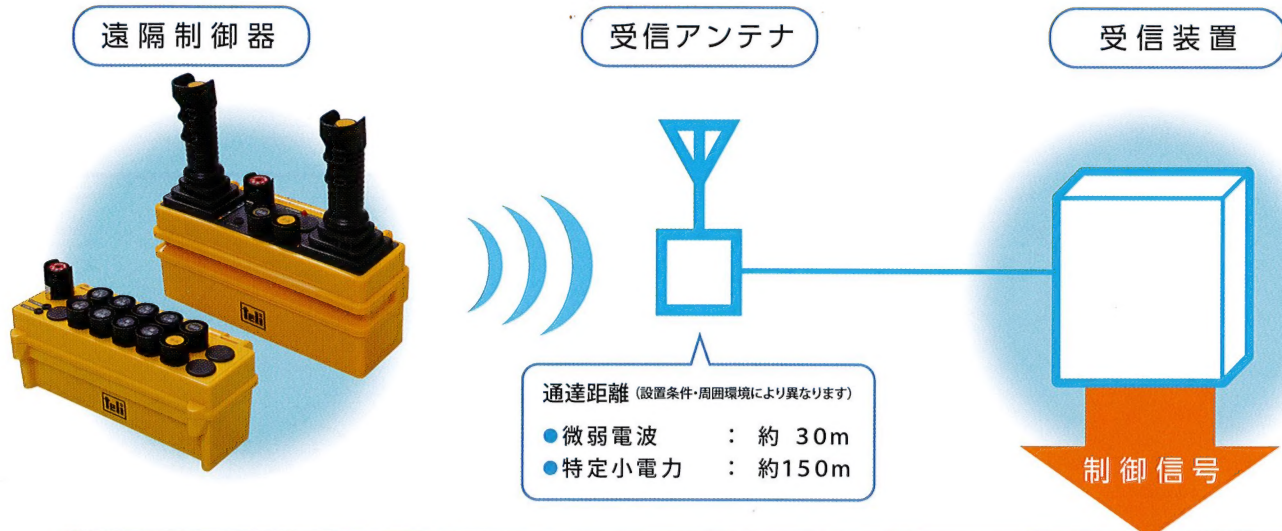 遠隔制御器
受信アンテナ
受信装置
teli
teli
通達距離 (設置条件・周囲環境により異なります)
●微弱電波 : 約 30m
●特定小電力 : 約150m
制御信号